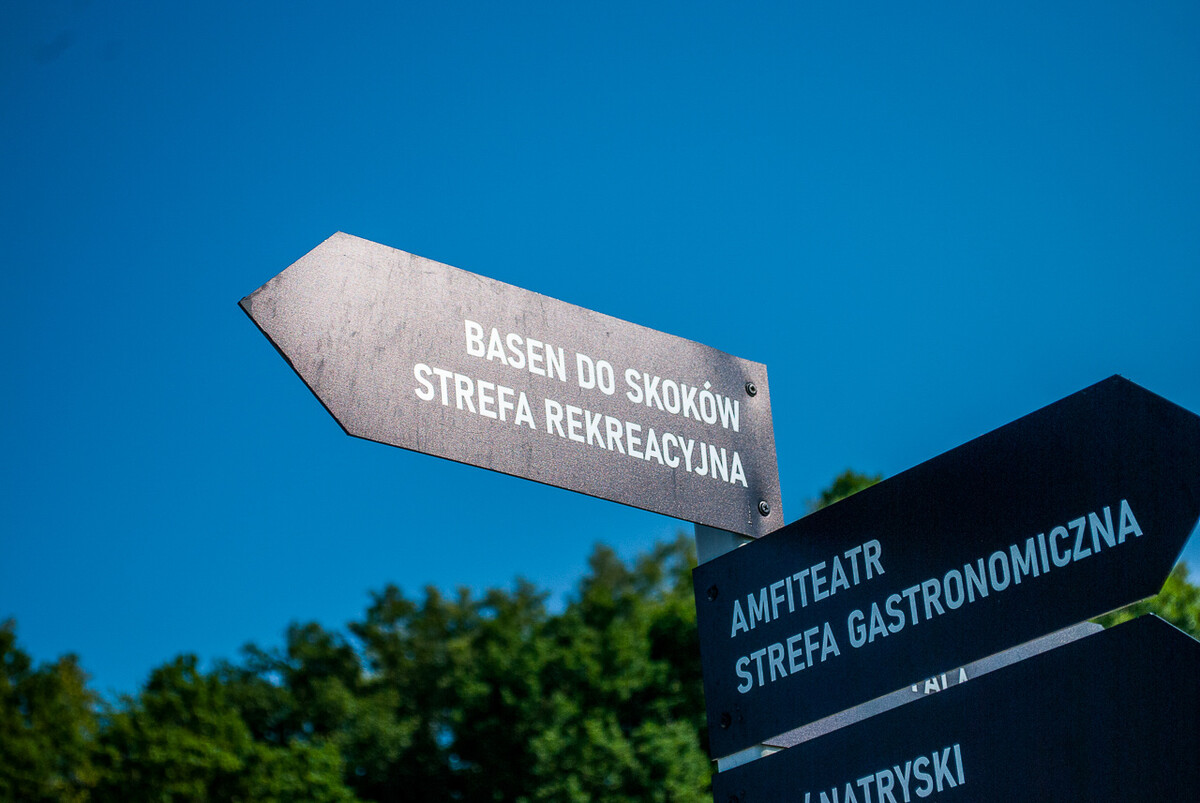 BASEN DO SKOKÓW
STREFA REKREACYJNA
AMFITEATR
STREFA GASTRONOMICZNA
NATRYSKI